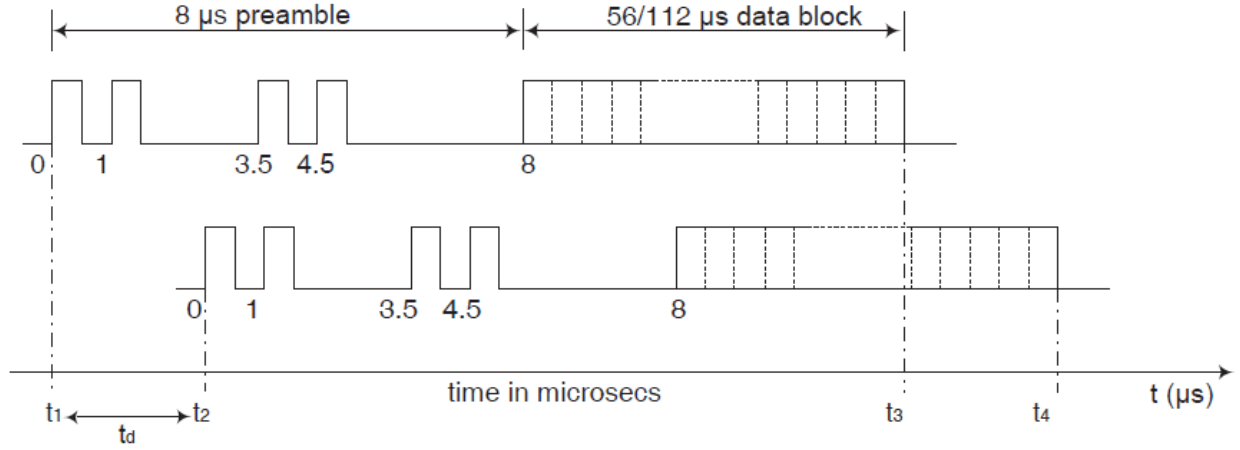 8 µs preamble 56/112 µs data block
0 1 3.5 4.5 8
0 1 3.5 4.5 8
time in microsecs t (µs)
t1 t2 t3 t4
td